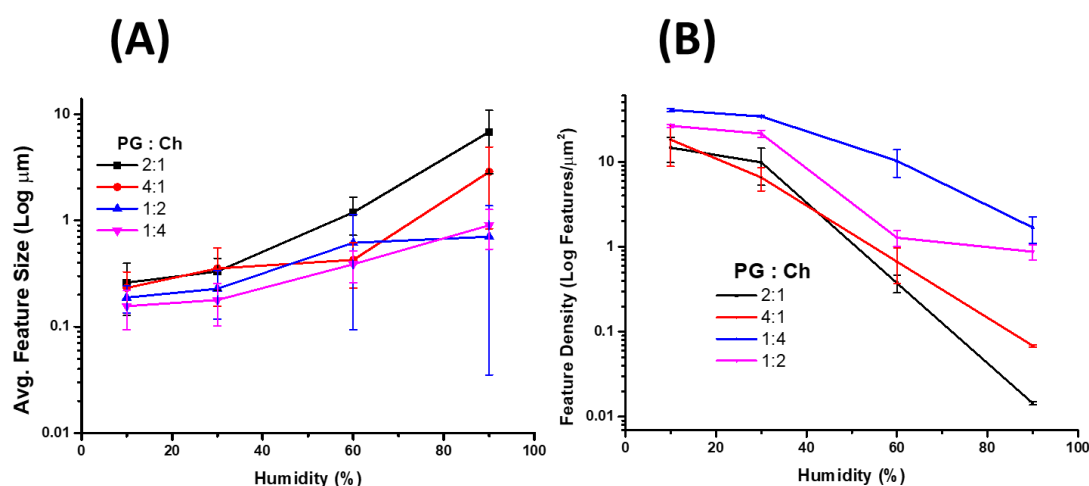 (A)
Avg. Feature Size (Log μm)
10
1
0.1
0.01
PG : Ch
2:1
4:1
1:2
1:4
0 20 40 60 80 100
Humidity (%)
(B)
Feature Density (Log Features/μm²)
10
1
0.1
0.01
PG : Ch
2:1
4:1
1:4
1:2
0 20 40 60 80 100
Humidity (%)